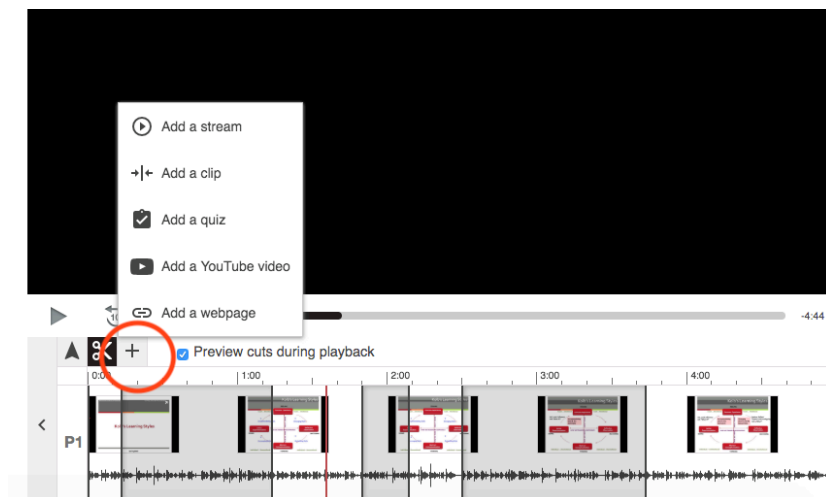 Add a stream
Add a clip
Add a quiz
Add a YouTube video
Add a webpage
10
-4:44
Preview cuts during playback
0:00 1:00 2:00 3:00 4:00
P1